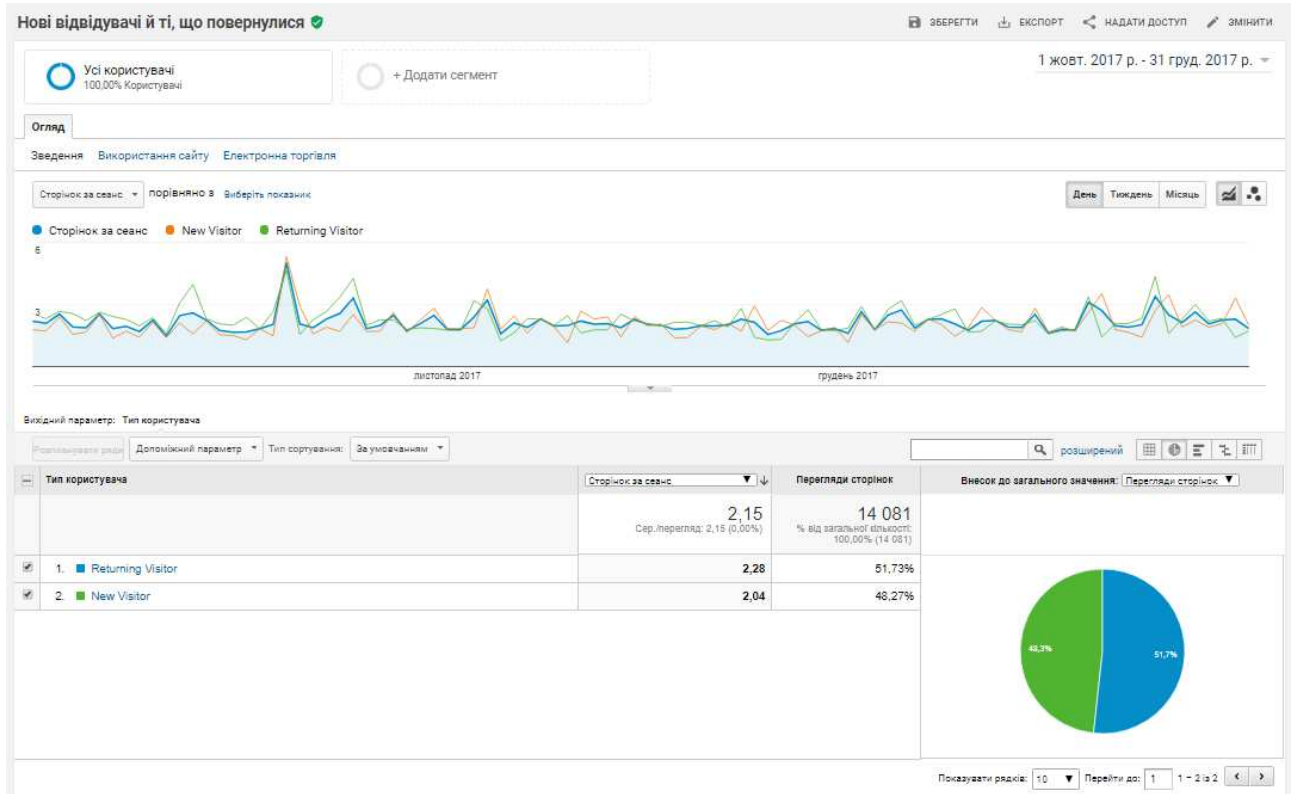 Нові відвідувачі й ті, що повернулися
ЗБЕРЕГТИ ЕКСПОРТ НАДАТИ ДОСТУП ЗМІНИТИ
Усі користувачі
100,00% Користувачі
+ Додати сегмент
1 жовт. 2017 р. - 31 груд. 2017 р.
Огляд
Зведення Використання сайту Електронна торгівля
Сторінок за сеанс порівняно з Виберіть показник
День Тиждень Місяць
Сторінок за сеанс New Visitor Returning Visitor
6
3
листопад 2017 грудень 2017
Вихідний параметр: Тип користувача
Допоміжний параметр Тип сортування: За умовчанням
розширений
Тип користувача Сторінок за сеанс Перегляди сторінок Внесок до загального значення: Перегляди сторінок
2,15 14 081
Сер./перегляд: 2,15 (0,00%) % від загальної кількості:
100,00% (14 081)
1. Returning Visitor 2,28 51,73%
2. New Visitor 2,04 48,27%
48,3% 51,7%
Показувати рядків: 10 Перейти до: 1 1 – 2 із 2